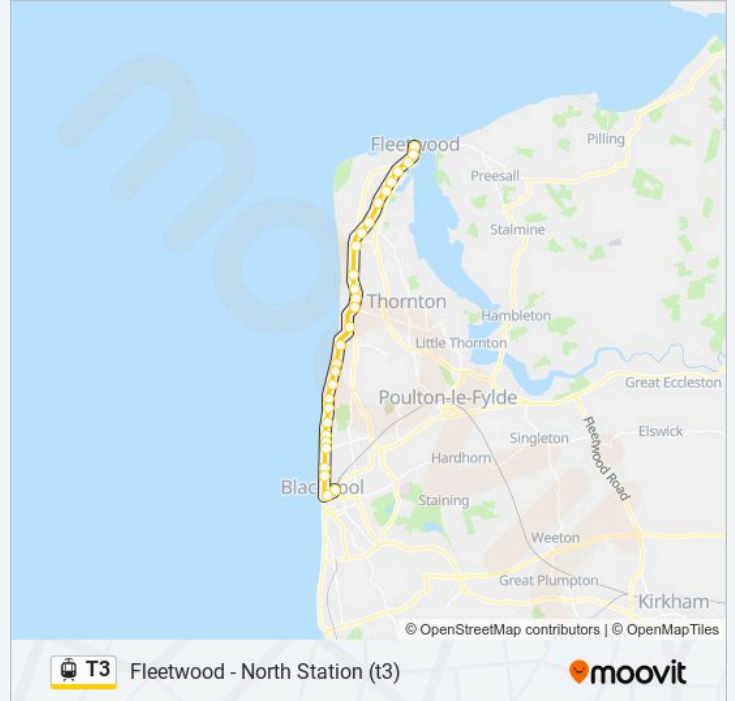 Fleetwood
Pilling
Preesall
Stalmine
Thornton
Hambleton
Little Thornton
Great Eccleston
Poulton-le-Fylde
Elswick
Singleton
Fleetwood Road
Hardhorn
Blackpool
Staining
Weeton
Great Plumpton
Kirkham
© OpenStreetMap contributors | © OpenMapTiles
T3 Fleetwood - North Station (t3)
moovit